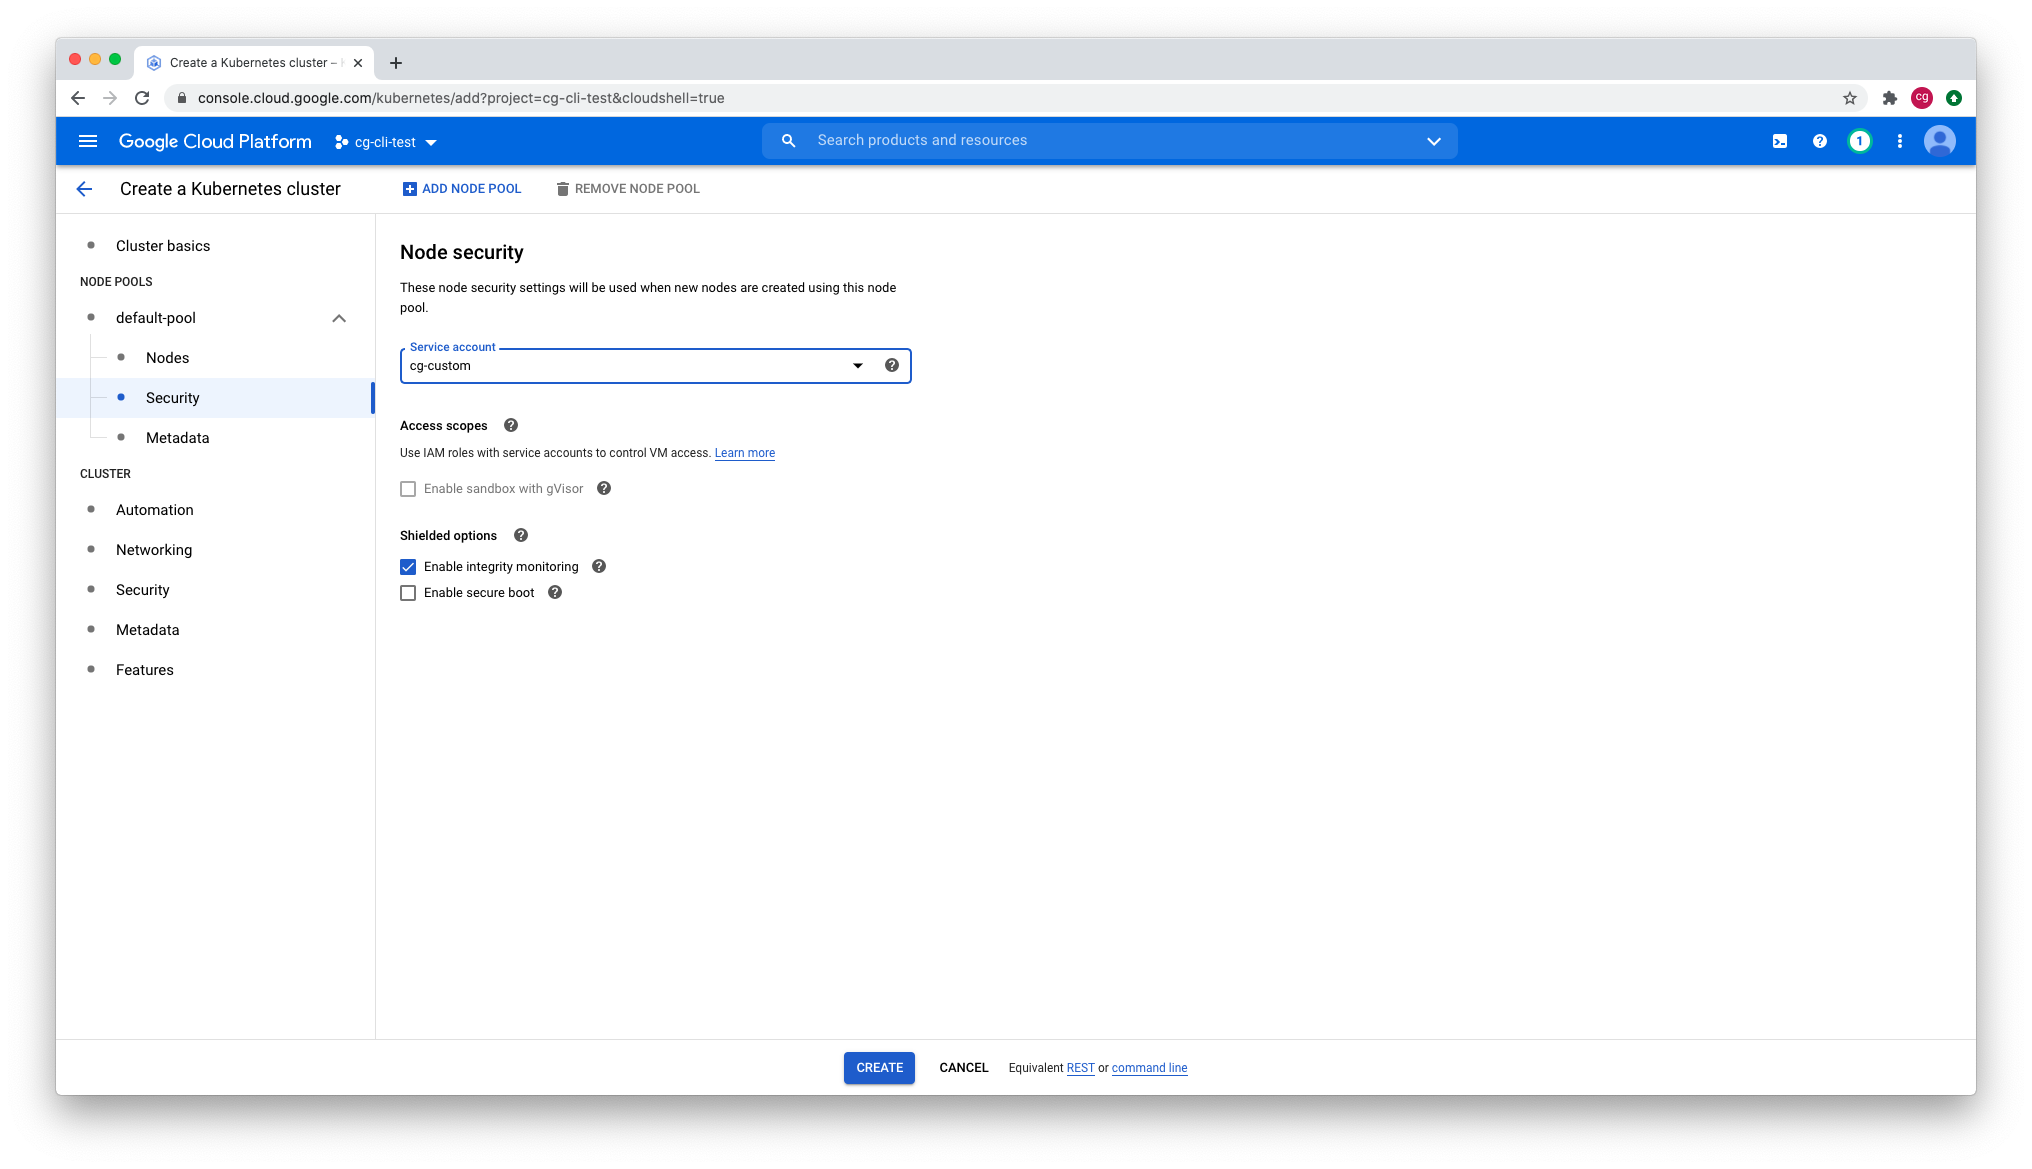 Create a Kubernetes cluster –
console.cloud.google.com/kubernetes/add?project=cg-cli-test&cloudshell=true
cg
Google Cloud Platform
cg-cli-test
Search products and resources
1
Create a Kubernetes cluster
ADD NODE POOL
REMOVE NODE POOL
Cluster basics
NODE POOLS
default-pool
Nodes
Security
Metadata
CLUSTER
Automation
Networking
Security
Metadata
Features
Node security
These node security settings will be used when new nodes are created using this node
pool.
Service account
cg-custom
Access scopes
Use IAM roles with service accounts to control VM access. Learn more
Enable sandbox with gVisor
Shielded options
Enable integrity monitoring
Enable secure boot
CREATE
CANCEL
Equivalent REST or command line